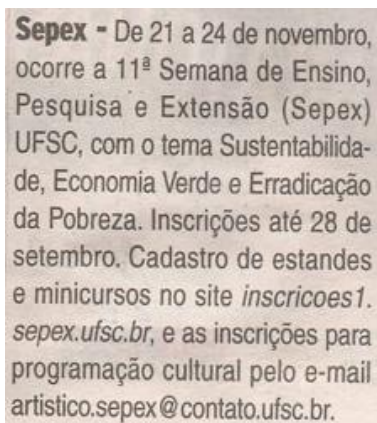 Sepex - De 21 a 24 de novembro,
ocorre a 11ª Semana de Ensino,
Pesquisa e Extensão (Sepex)
UFSC, com o tema Sustentabilida-
de, Economia Verde e Erradicação
da Pobreza. Inscrições até 28 de
setembro. Cadastro de estandes
e minicursos no site inscricoes1.
sepex.ufsc.br, e as inscrições para
programação cultural pelo e-mail
artistico.sepex@contato.ufsc.br.